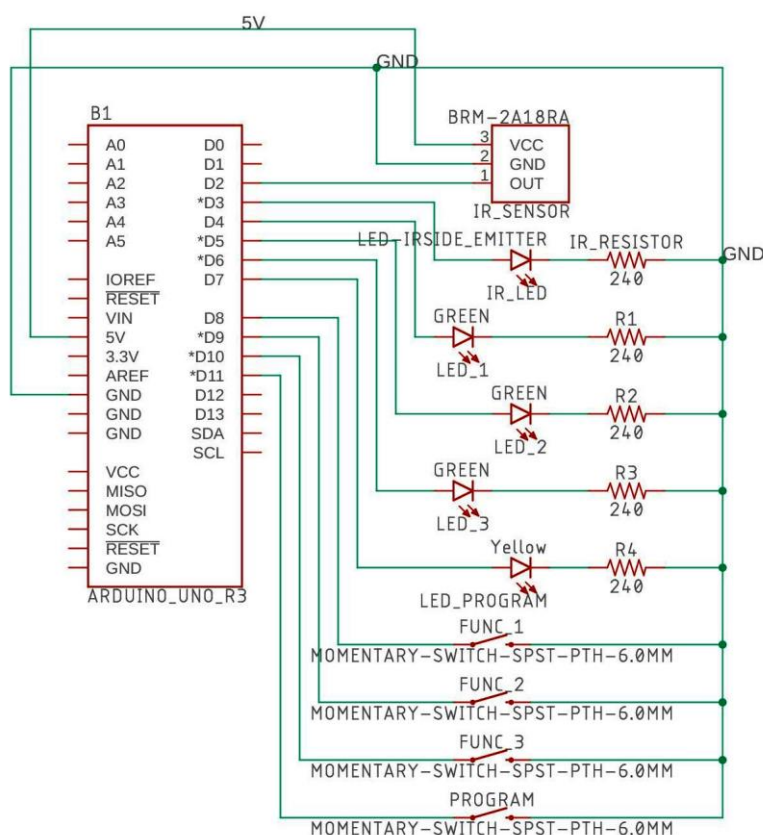 5V
GND
B1
BRM-2A18RA
A0 D0
A1 D1
A2 D2
A3 *D3
A4 D4
A5 *D5
*D6
IOREF D7
RESET
VIN D8
5V *D9
3.3V *D10
AREF *D11
GND D12
GND D13
GND SDA
SCL
VCC
MISO
MOSI
SCK
RESET
GND
ARDUINO_UNO_R3
3 VCC
2 GND
1 OUT
IR_SENSOR
LED-IRSIDE_EMITTER IR_RESISTOR
GND
IR_LED 240
GREEN R1
LED_1 240
GREEN R2
LED_2 240
GREEN R3
LED_3 240
Yellow R4
LED_PROGRAM 240
FUNC_1
MOMENTARY-SWITCH-SPST-PTH-6.0MM
FUNC_2
MOMENTARY-SWITCH-SPST-PTH-6.0MM
FUNC_3
MOMENTARY-SWITCH-SPST-PTH-6.0MM
PROGRAM
MOMENTARY-SWITCH-SPST-PTH-6.0MM